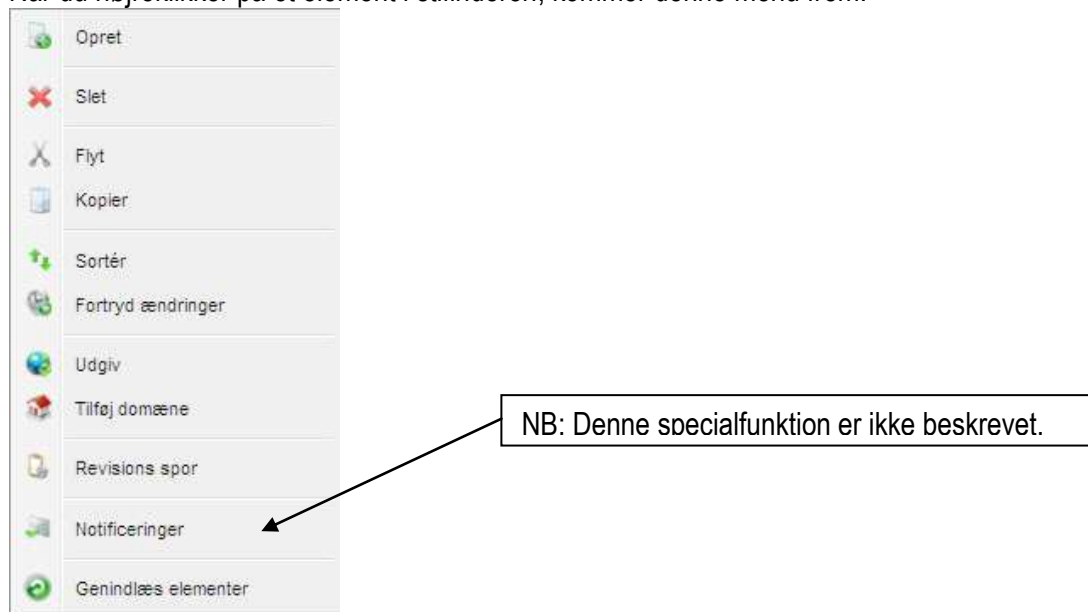 Opret
Slet
Flyt
Kopier
Sortér
Fortryd ændringer
Udgiv
Tilføj domæne
NB: Denne specialfunktion er ikke beskrevet.
Revisions spor
Notificeringer
Genindlæs elementer